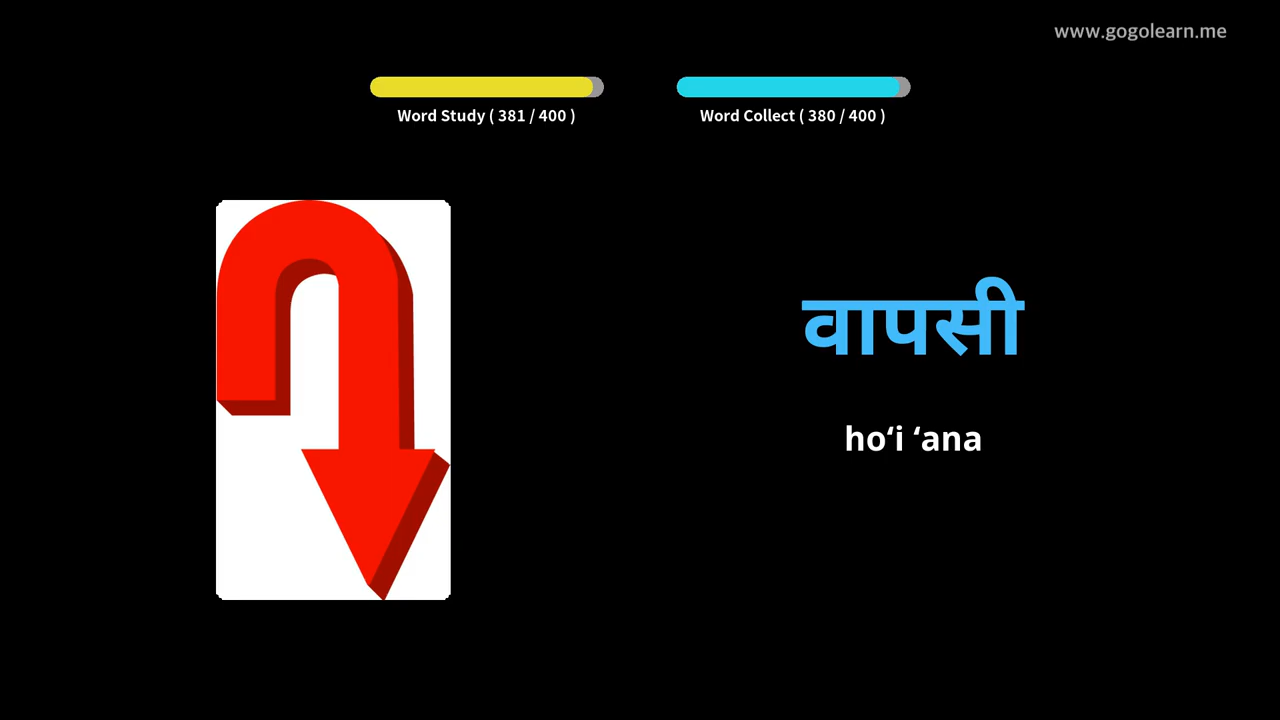 www.gogolearn.me
Word Study ( 381 / 400 )
Word Collect ( 380 / 400 )
वापसी
hoʻi ʻana